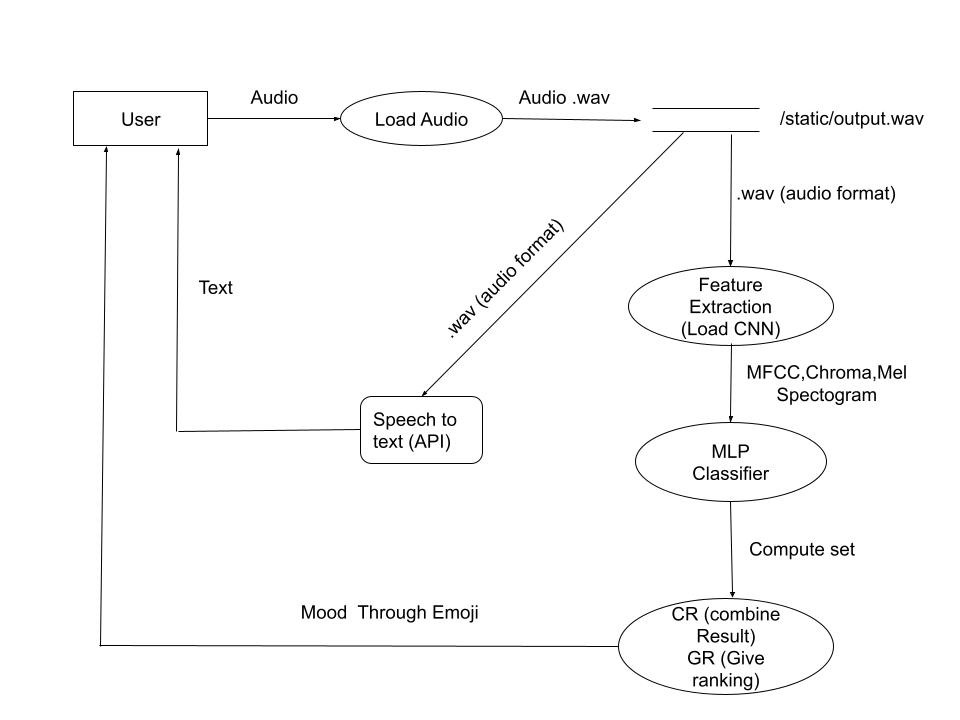 Audio
Audio .wav
User
Load Audio
/static/output.wav
.wav (audio format)
.wav (audio format)
Text
Feature
Extraction
(Load CNN)
MFCC,Chroma,Mel
Spectogram
Speech to
text (API)
MLP
Classifier
Compute set
Mood  Through Emoji
CR (combine
Result)
GR (Give
ranking)